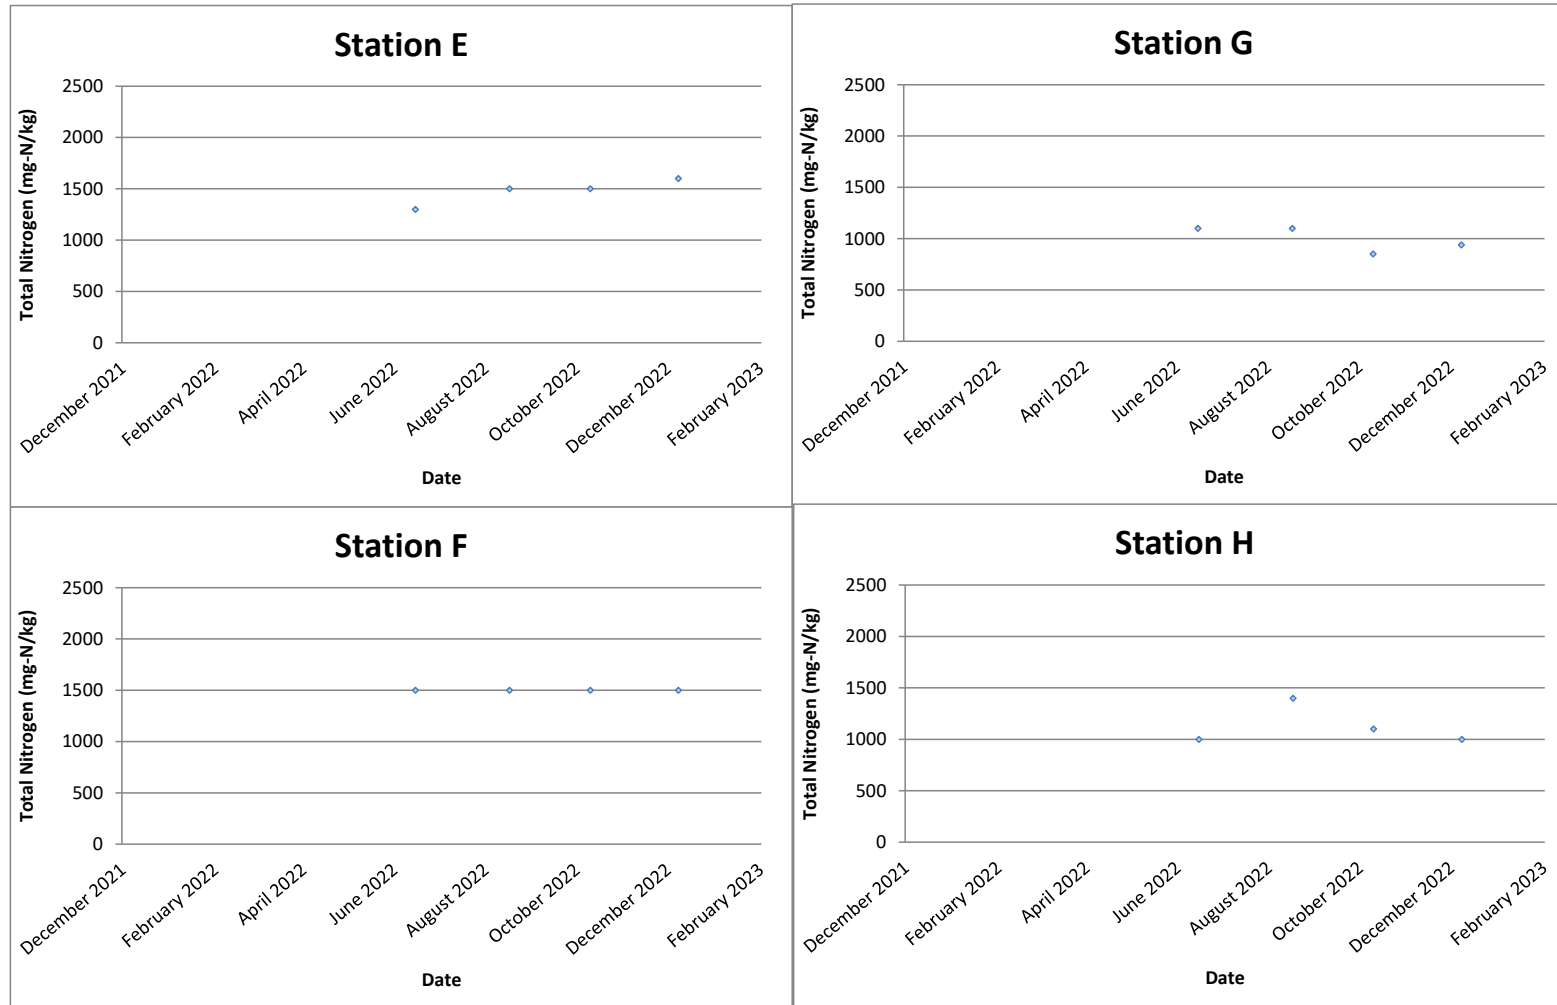 Station E
Total Nitrogen (mg-N/kg)
2500
2000
1500
1000
500
0
December 2021
February 2022
April 2022
June 2022
August 2022
October 2022
December 2022
February 2023
Date
Station G
Total Nitrogen (mg-N/kg)
2500
2000
1500
1000
500
0
December 2021
February 2022
April 2022
June 2022
August 2022
October 2022
December 2022
February 2023
Date
Station F
Total Nitrogen (mg-N/kg)
2500
2000
1500
1000
500
0
December 2021
February 2022
April 2022
June 2022
August 2022
October 2022
December 2022
February 2023
Date
Station H
Total Nitrogen (mg-N/kg)
2500
2000
1500
1000
500
0
December 2021
February 2022
April 2022
June 2022
August 2022
October 2022
December 2022
February 2023
Date